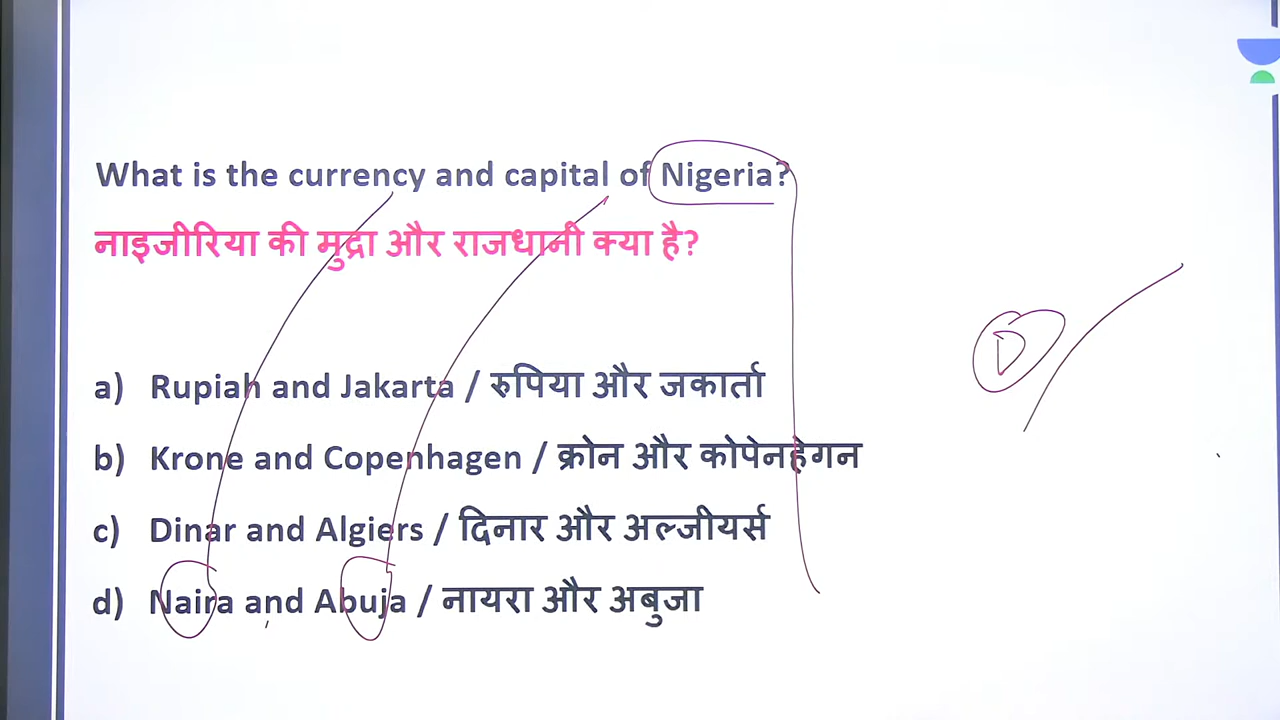 What is the currency and capital of Nigeria?
नाइजीरिया की मुद्रा और राजधानी क्या है?
a) Rupiah and Jakarta / रुपिया और जकार्ता
D
b) Krone and Copenhagen / क्रोन और कोपेनहेगन
c) Dinar and Algiers / दिनार और अल्जीयर्स
d) Naira and Abuja / नायरा और अबुजा